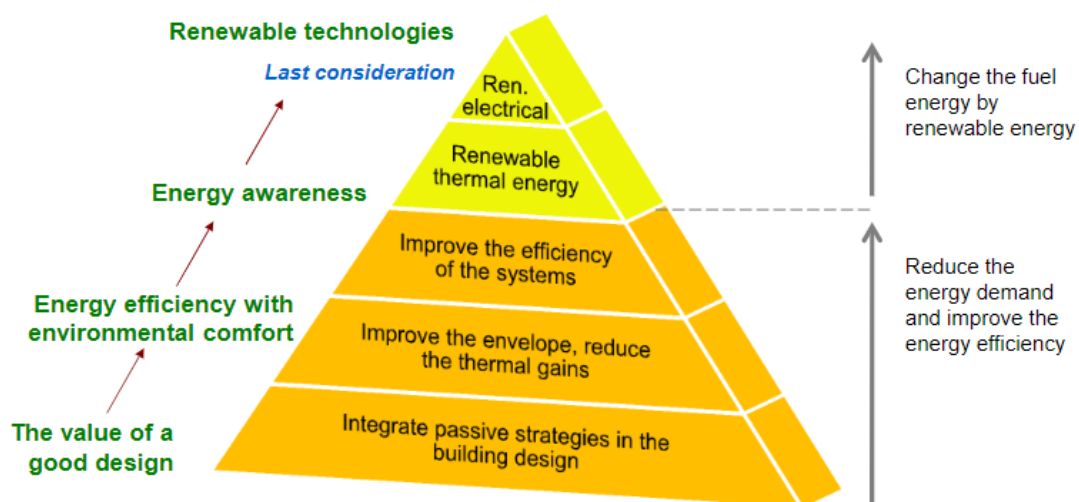 Renewable technologies
Last consideration
Ren.
electrical
Change the fuel
energy by
renewable energy
Renewable
thermal energy
Energy awareness
Improve the efficiency
of the systems
Reduce the
energy demand
and improve the
energy efficiency
Energy efficiency with
environmental comfort
Improve the envelope, reduce
the thermal gains
The value of a
good design
Integrate passive strategies in the
building design